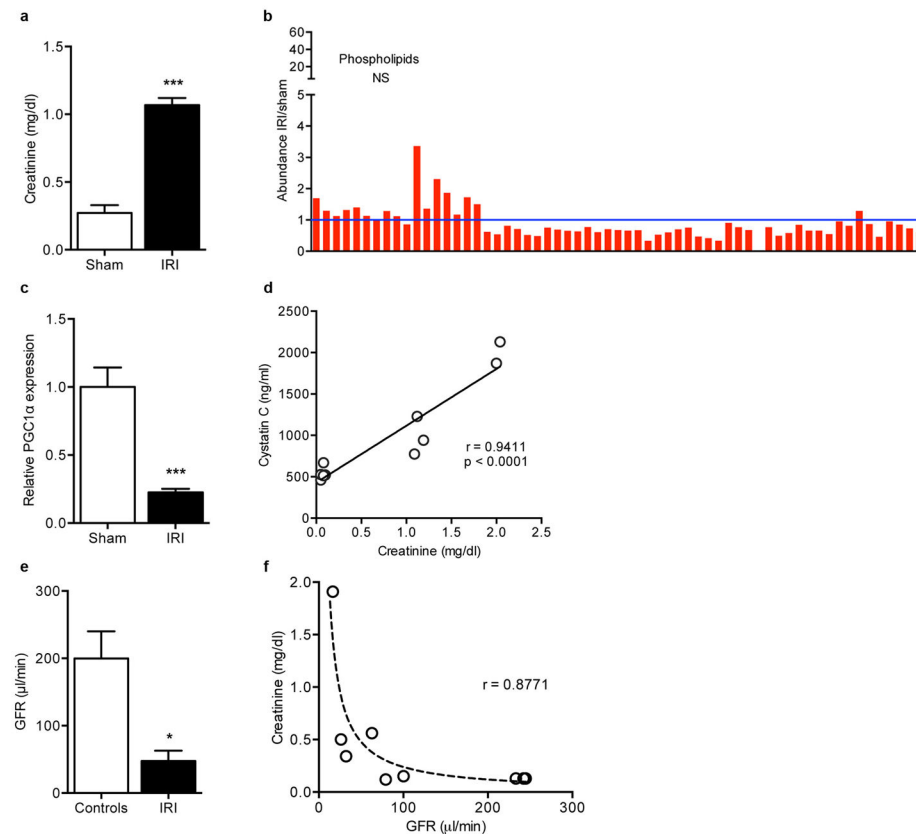 a
Creatinine (mg/dl)
1.5
1.0
0.5
0.0
***
Sham
IRI
b
Abundance IRI/sham
60
40
20
5
4
3
2
1
0
Phospholipids
NS
c
Relative PGC1α expression
1.5
1.0
0.5
0.0
***
Sham
IRI
d
Cystatin C (ng/ml)
2500
2000
1500
1000
500
0
r = 0.9411
p < 0.0001
0.0
0.5
1.0
1.5
2.0
2.5
Creatinine (mg/dl)
e
GFR (µl/min)
300
200
100
0
*
Controls
IRI
f
Creatinine (mg/dl)
2.0
1.5
1.0
0.5
0.0
r = 0.8771
0
100
200
300
GFR (µl/min)